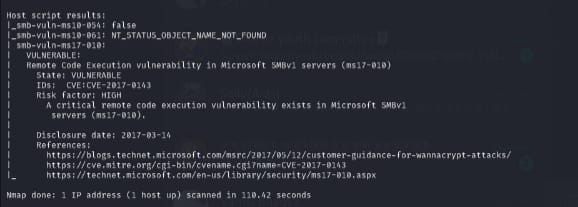 Host script results:
|_smb-vuln-ms10-054: false
|_smb-vuln-ms10-061: NT_STATUS_OBJECT_NAME_NOT_FOUND
| smb-vuln-ms17-010:
|   VULNERABLE:
|   Remote Code Execution vulnerability in Microsoft SMBv1 servers (ms17-010)
|     State: VULNERABLE
|     IDs:  CVE:CVE-2017-0143
|     Risk factor: HIGH
|       A critical remote code execution vulnerability exists in Microsoft SMBv1
|        servers (ms17-010).
|
|     Disclosure date: 2017-03-14
|     References:
|       https://blogs.technet.microsoft.com/msrc/2017/05/12/customer-guidance-for-wannacrypt-attacks/
|       https://cve.mitre.org/cgi-bin/cvename.cgi?name=CVE-2017-0143
|_      https://technet.microsoft.com/en-us/library/security/ms17-010.aspx
Nmap done: 1 IP address (1 host up) scanned in 110.42 seconds